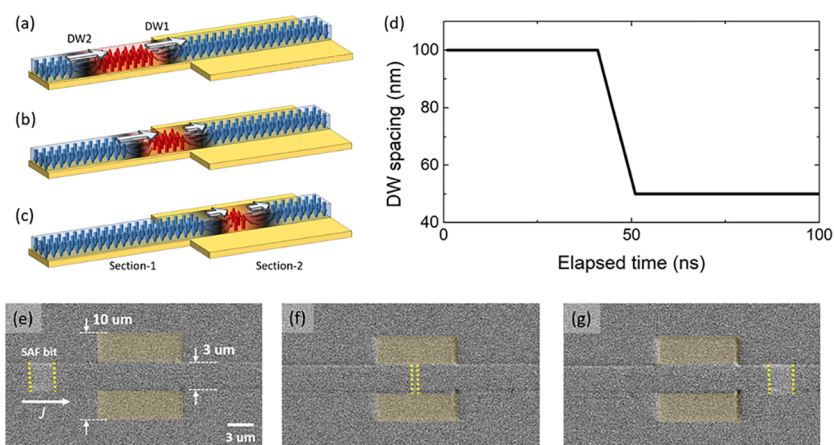 (a)
DW2
DW1
(b)
(c)
Section-1
Section-2
(d)
DW spacing (nm)
100
80
60
40
0
50
100
Elapsed time (ns)
(e)
10 um
SAF bit
3 um
J
3 um
(f)
(g)